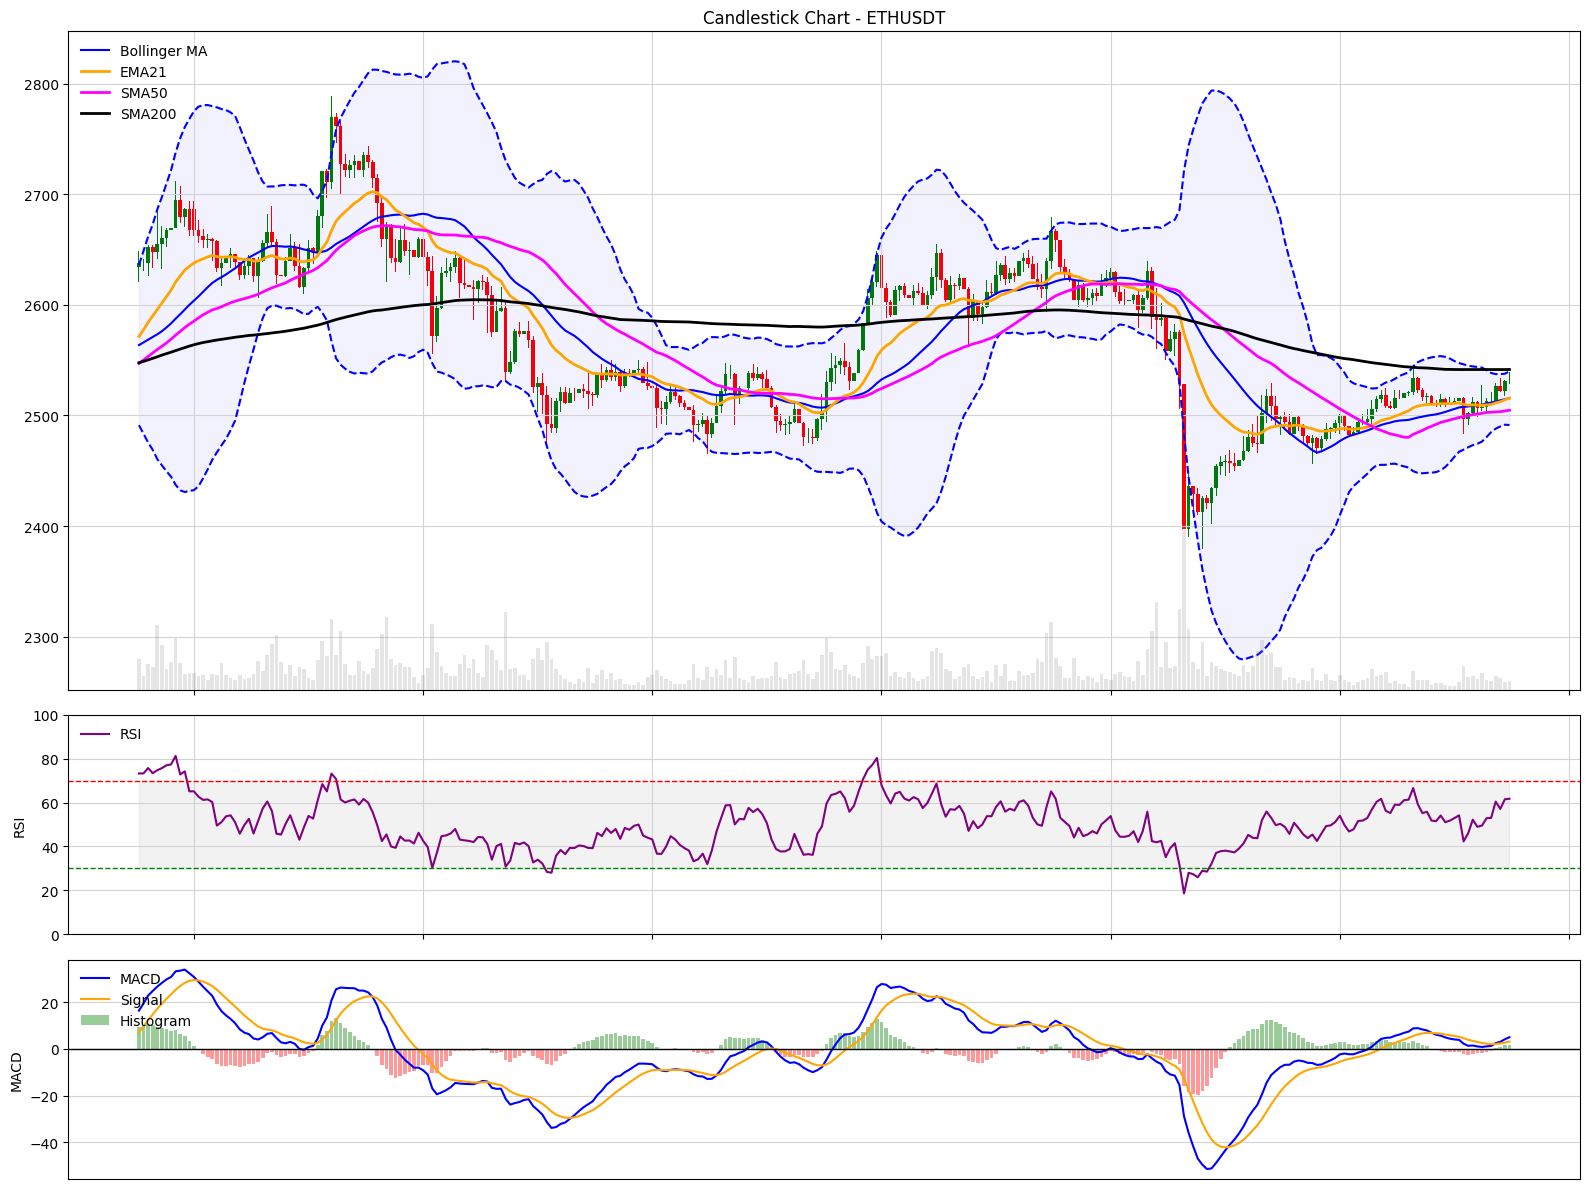 Candlestick Chart - ETHUSDT
Bollinger MA
EMA21
SMA50
SMA200
2800
2700
2600
2500
2400
2300
RSI
100
80
60
40
20
0
RSI
MACD
Signal
Histogram
20
0
−20
−40
MACD